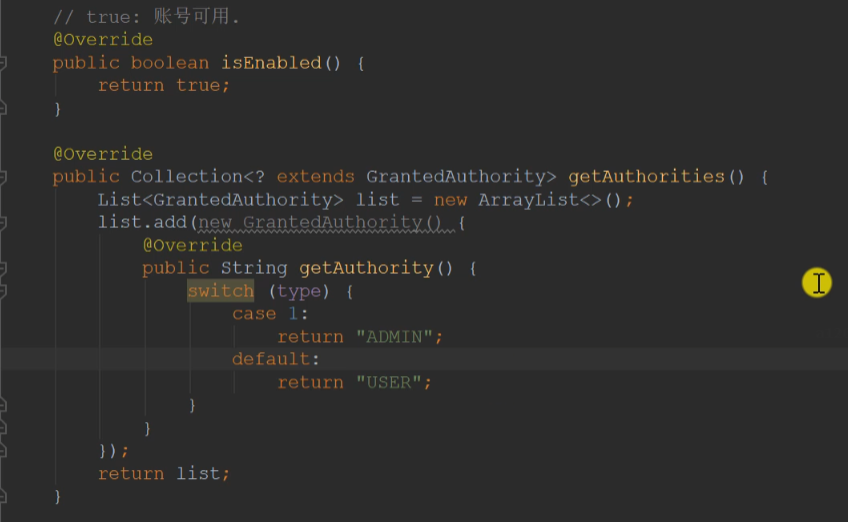 // true: 账号可用.
@Override
public boolean isEnabled() {
return true;
}
@Override
public Collection<? extends GrantedAuthority> getAuthorities() {
List<GrantedAuthority> list = new ArrayList<>();
list.add(new GrantedAuthority() {
@Override
public String getAuthority() {
switch (type) {
case 1:
return "ADMIN";
default:
return "USER";
}
}
});
return list;
}